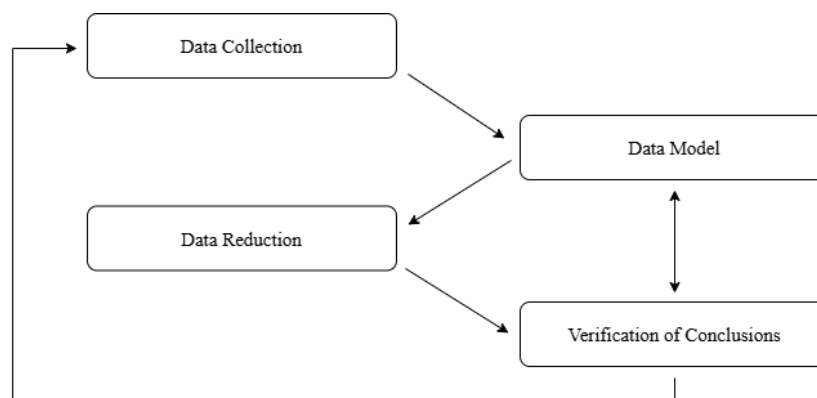 Data Collection
Data Model
Data Reduction
Verification of Conclusions